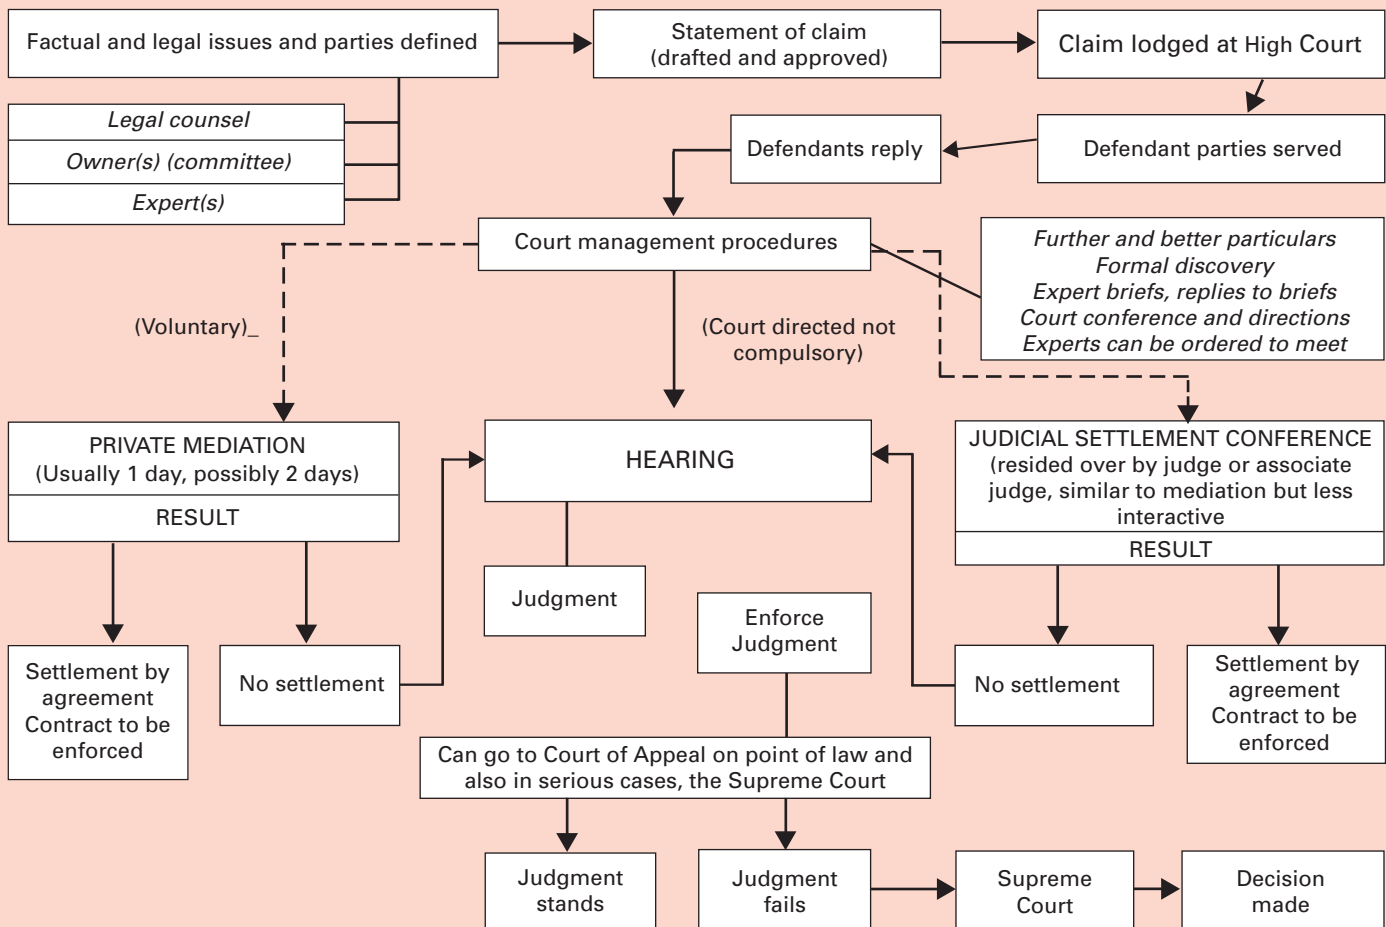 Factual and legal issues and parties defined
Statement of claim
(drafted and approved)
Claim lodged at High Court
Legal counsel
Owner(s) (committee)
Expert(s)
Defendants reply
Defendant parties served
Court management procedures
Further and better particulars
Formal discovery
Expert briefs, replies to briefs
Court conference and directions
Experts can be ordered to meet
(Voluntary)_
(Court directed not
compulsory)
PRIVATE MEDIATION
(Usually 1 day, possibly 2 days)
RESULT
HEARING
JUDICIAL SETTLEMENT CONFERENCE
(resided over by judge or associate
judge, similar to mediation but less
interactive
RESULT
Judgment
Enforce
Judgment
Settlement by
agreement
Contract to be
enforced
No settlement
No settlement
Settlement by
agreement
Contract to be
enforced
Can go to Court of Appeal on point of law and
also in serious cases, the Supreme Court
Judgment
stands
Judgment
fails
Supreme
Court
Decision
made